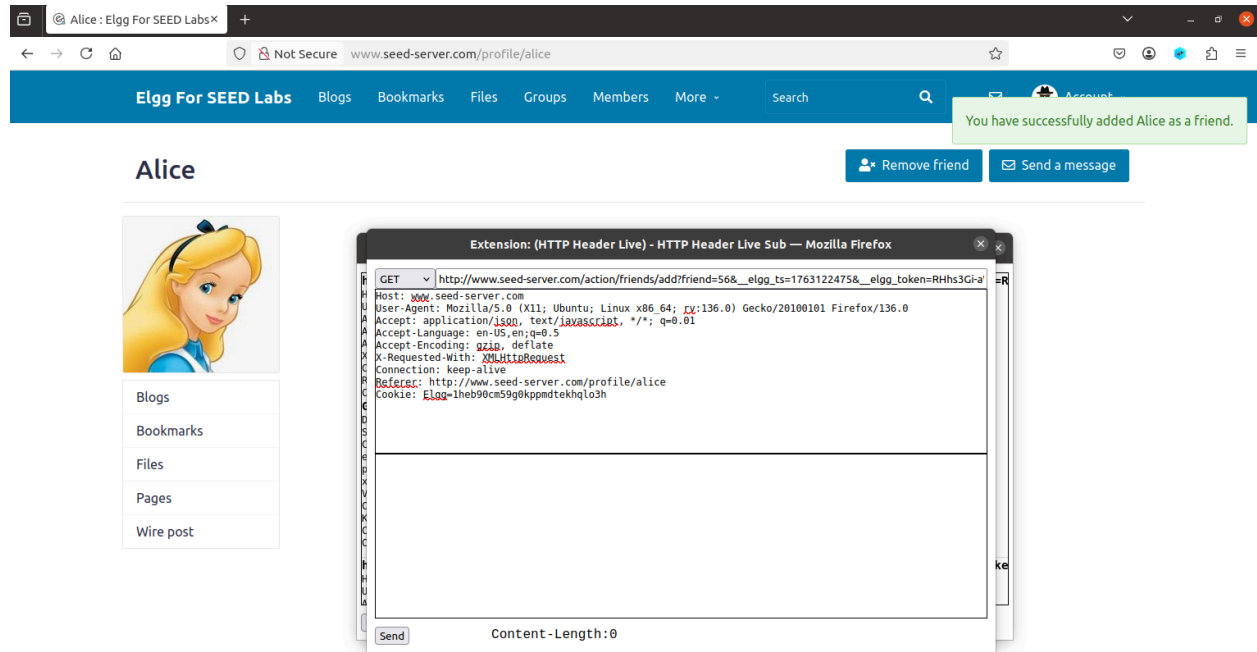 Alice : Elgg For SEED Labs
Not Secure www.seed-server.com/profile/alice
Elgg For SEED Labs Blogs Bookmarks Files Groups Members More Search
You have successfully added Alice as a friend.
Alice
Remove friend Send a message
Extension: (HTTP Header Live) - HTTP Header Live Sub — Mozilla Firefox
GET http://www.seed-server.com/action/friends/add?friend=56&__elgg_ts=1763122475&__elgg_token=RHhs3Gi-a
Host: www.seed-server.com
User-Agent: Mozilla/5.0 (X11; Ubuntu; Linux x86_64; rv:136.0) Gecko/20100101 Firefox/136.0
Accept: application/json, text/javascript, */*; q=0.01
Accept-Language: en-US,en;q=0.5
Accept-Encoding: gzip, deflate
X-Requested-With: XMLHttpRequest
Connection: keep-alive
Referer: http://www.seed-server.com/profile/alice
Cookie: Elgg=1heb90cm59g0kppmdtekhqlo3h
Blogs
Bookmarks
Files
Pages
Wire post
Send Content-Length:0